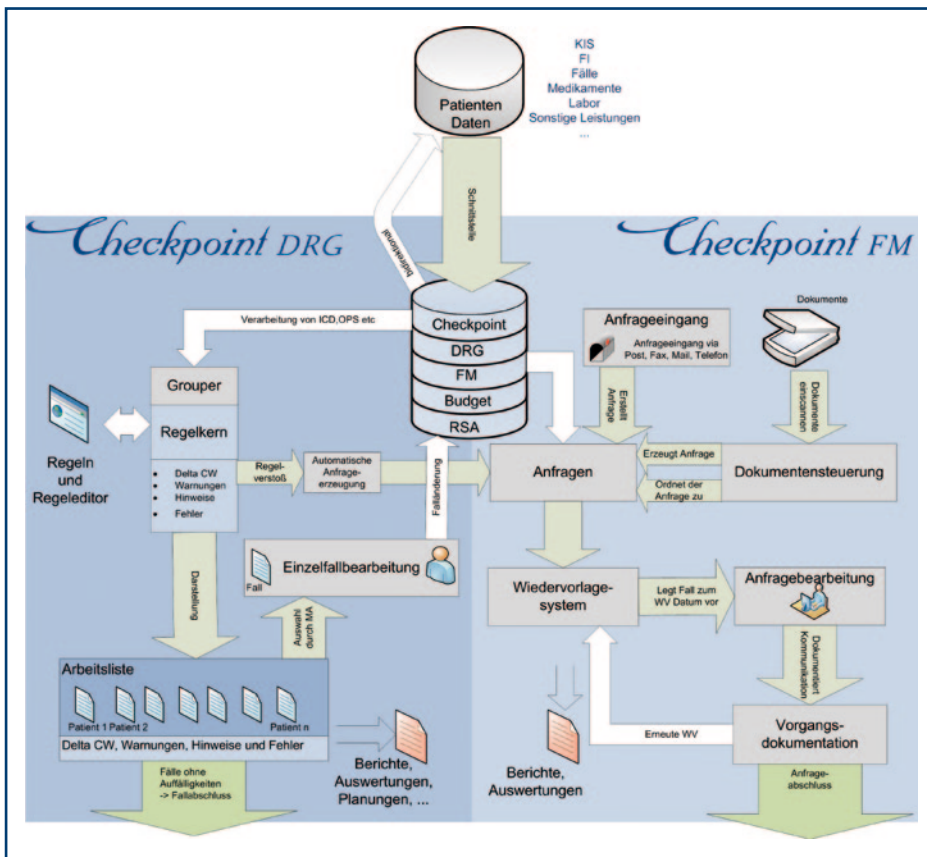 KIS
FI
Fälle
Medikamente
Labor
Sonstige Leistungen
...
Patienten
Daten
Schnittstelle
bidirektional
Checkpoint DRG
Checkpoint FM
Verarbeitung von ICD,OPS etc
Checkpoint
DRG
FM
Budget
RSA
Anfrageeingang
Anfrageeingang via
Post, Fax, Mail, Telefon
Dokumente
Erstellt
Anfrage
Dokumente
einscannen
Grouper
Regelkern
Regeln
und
Regeleditor
• Delta CW
• Warnungen
• Hinweise
• Fehler
Regel-
verstoß
Automatische
Anfrage-
erzeugung
Falländerung
Anfragen
Erzeugt Anfrage
Ordnet der
Anfrage zu
Dokumentensteuerung
Darstellung
Fall
Einzelfallbearbeitung
Auswahl
durch MA
Wiedervorlage-
system
Legt Fall zum
WV Datum vor
Anfragebearbeitung
Dokumentiert
Kommunikation
Arbeitsliste
Patient 1 Patient 2 Patient n
Delta CW, Warnungen, Hinweise und Fehler
Berichte,
Auswertungen,
Planungen, ...
Fälle ohne
Auffälligkeiten
-> Fallabschluss
Berichte,
Auswertungen
Erneute WV
Vorgangs-
dokumentation
Anfrage-
abschluss